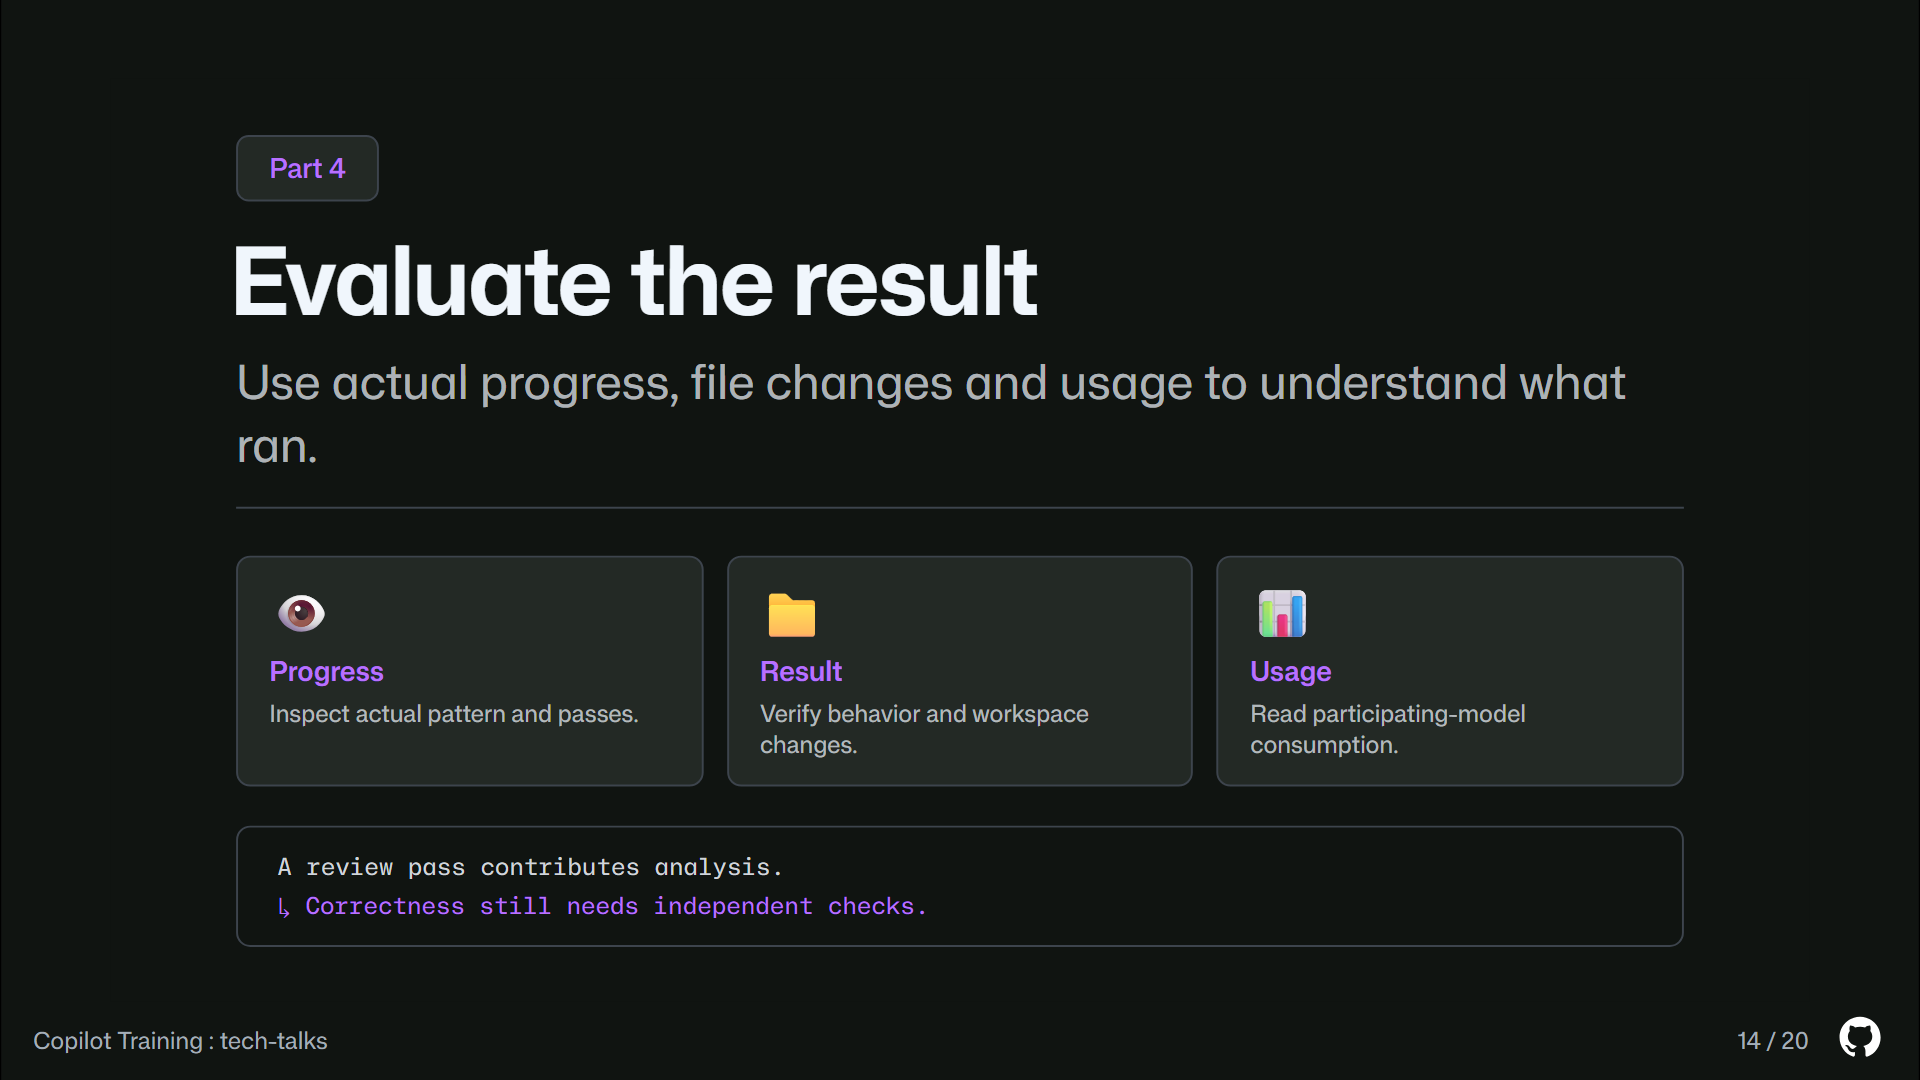 Part 4
Evaluate the result
Use actual progress, file changes and usage to understand what
ran.
Progress
Inspect actual pattern and passes.
Result
Verify behavior and workspace
changes.
Usage
Read participating-model
consumption.
A review pass contributes analysis.
↳ Correctness still needs independent checks.
Copilot Training : tech-talks
14 / 20